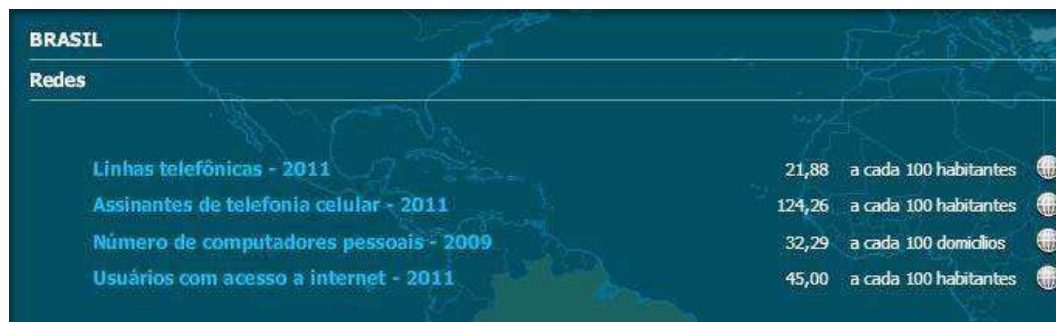 BRASIL
Redes
Linhas telefônicas - 2011 21,88 a cada 100 habitantes
Assinantes de telefonia celular - 2011 124,26 a cada 100 habitantes
Número de computadores pessoais - 2009 32,29 a cada 100 domicílios
Usuários com acesso a internet - 2011 45,00 a cada 100 habitantes